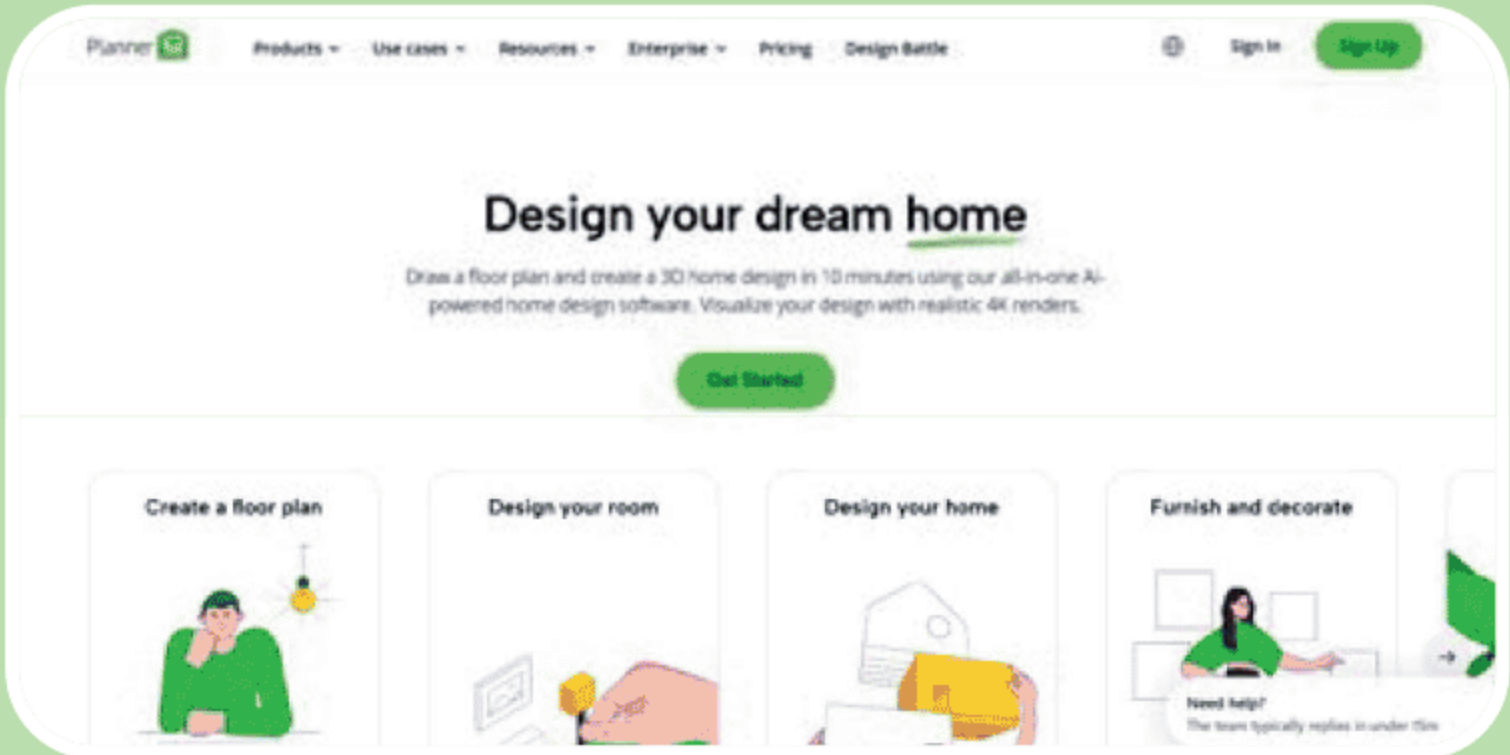 Planner
Products Use cases Resources Enterprise Pricing Design Battle Sign In Sign Up
Design your dream home
Draw a floor plan and create a 3D home design in 10 minutes using our all-in-one AI-
powered home design software. Visualize your design with realistic 4K renders.
Get Started
Create a floor plan
Design your room
Design your home
Furnish and decorate
Need help?
The team typically replies in under 15m